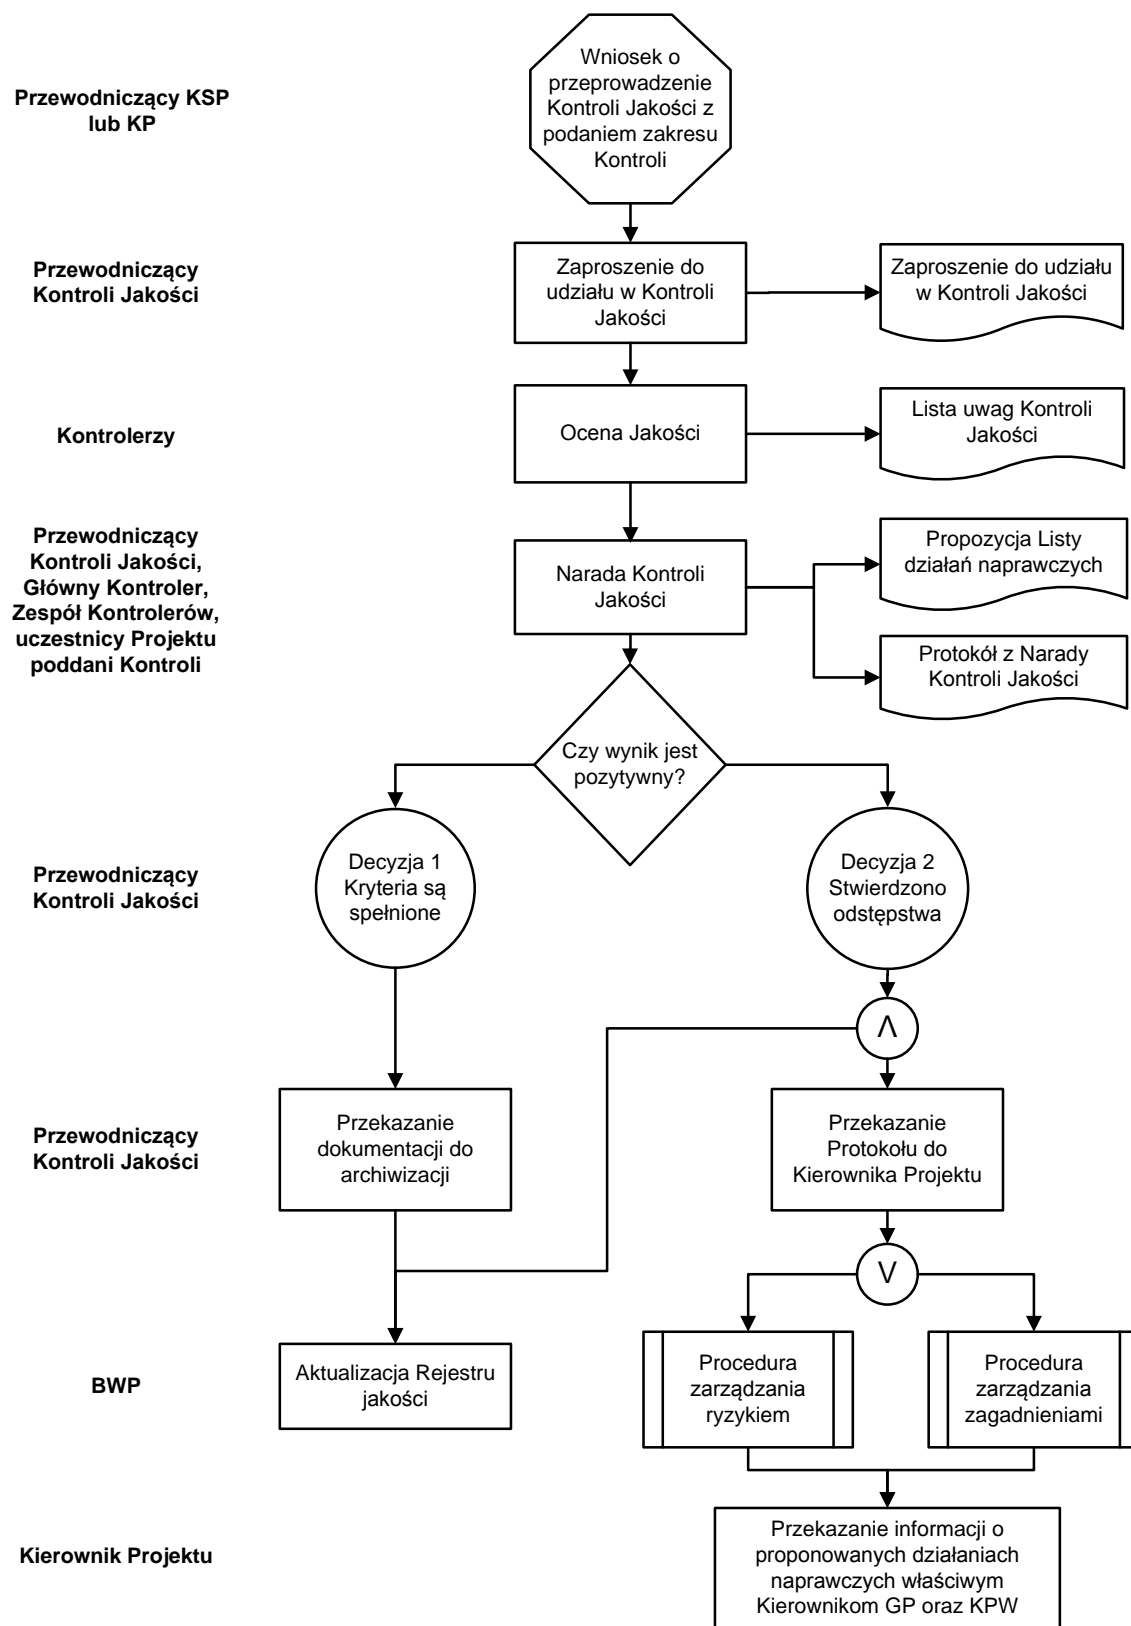 Przewodniczący KSP
lub KP
Wniosek o
przeprowadzenie
Kontroli Jakości z
podaniem zakresu
Kontroli
Przewodniczący
Kontroli Jakości
Zaproszenie do
udziału w Kontroli
Jakości
Zaproszenie do udziału
w Kontroli Jakości
Kontrolerzy
Ocena Jakości
Lista uwag Kontroli
Jakości
Przewodniczący
Kontroli Jakości,
Główny Kontroler,
Zespół Kontrolerów,
uczestnicy Projektu
poddani Kontroli
Narada Kontroli
Jakości
Propozycja Listy
działań naprawczych
Protokół z Narady
Kontroli Jakości
Czy wynik jest
pozytywny?
Przewodniczący
Kontroli Jakości
Decyzja 1
Kryteria są
spełnione
Decyzja 2
Stwierdzono
odstępstwa
Λ
Przewodniczący
Kontroli Jakości
Przekazanie
dokumentacji do
archiwizacji
Przekazanie
Protokołu do
Kierownika Projektu
V
BWP
Aktualizacja Rejestru
jakości
Procedura
zarządzania
ryzykiem
Procedura
zarządzania
zagadnieniami
Kierownik Projektu
Przekazanie informacji o
proponowanych działaniach
naprawczych właściwym
Kierownikom GP oraz KPW